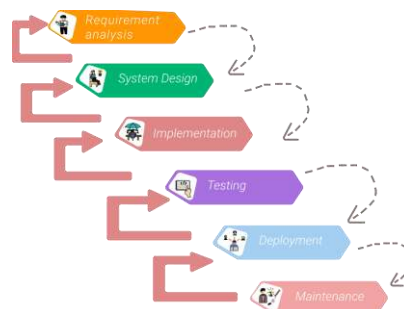 Requirement
analysis
System Design
Implementation
Testing
Deployment
Maintenance